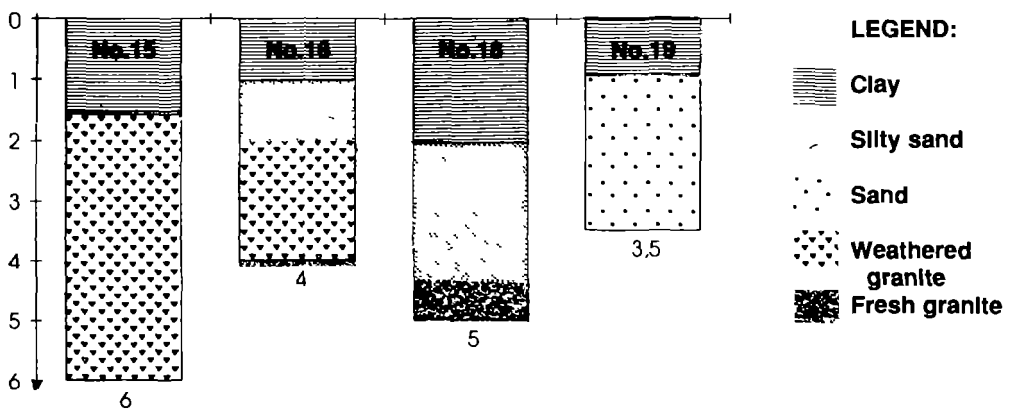 0
1
2
3
4
5
6
No.15
No.16
No.18
No.19
6
4
5
3,5
LEGEND:
Clay
Silty sand
Sand
Weathered
granite
Fresh granite